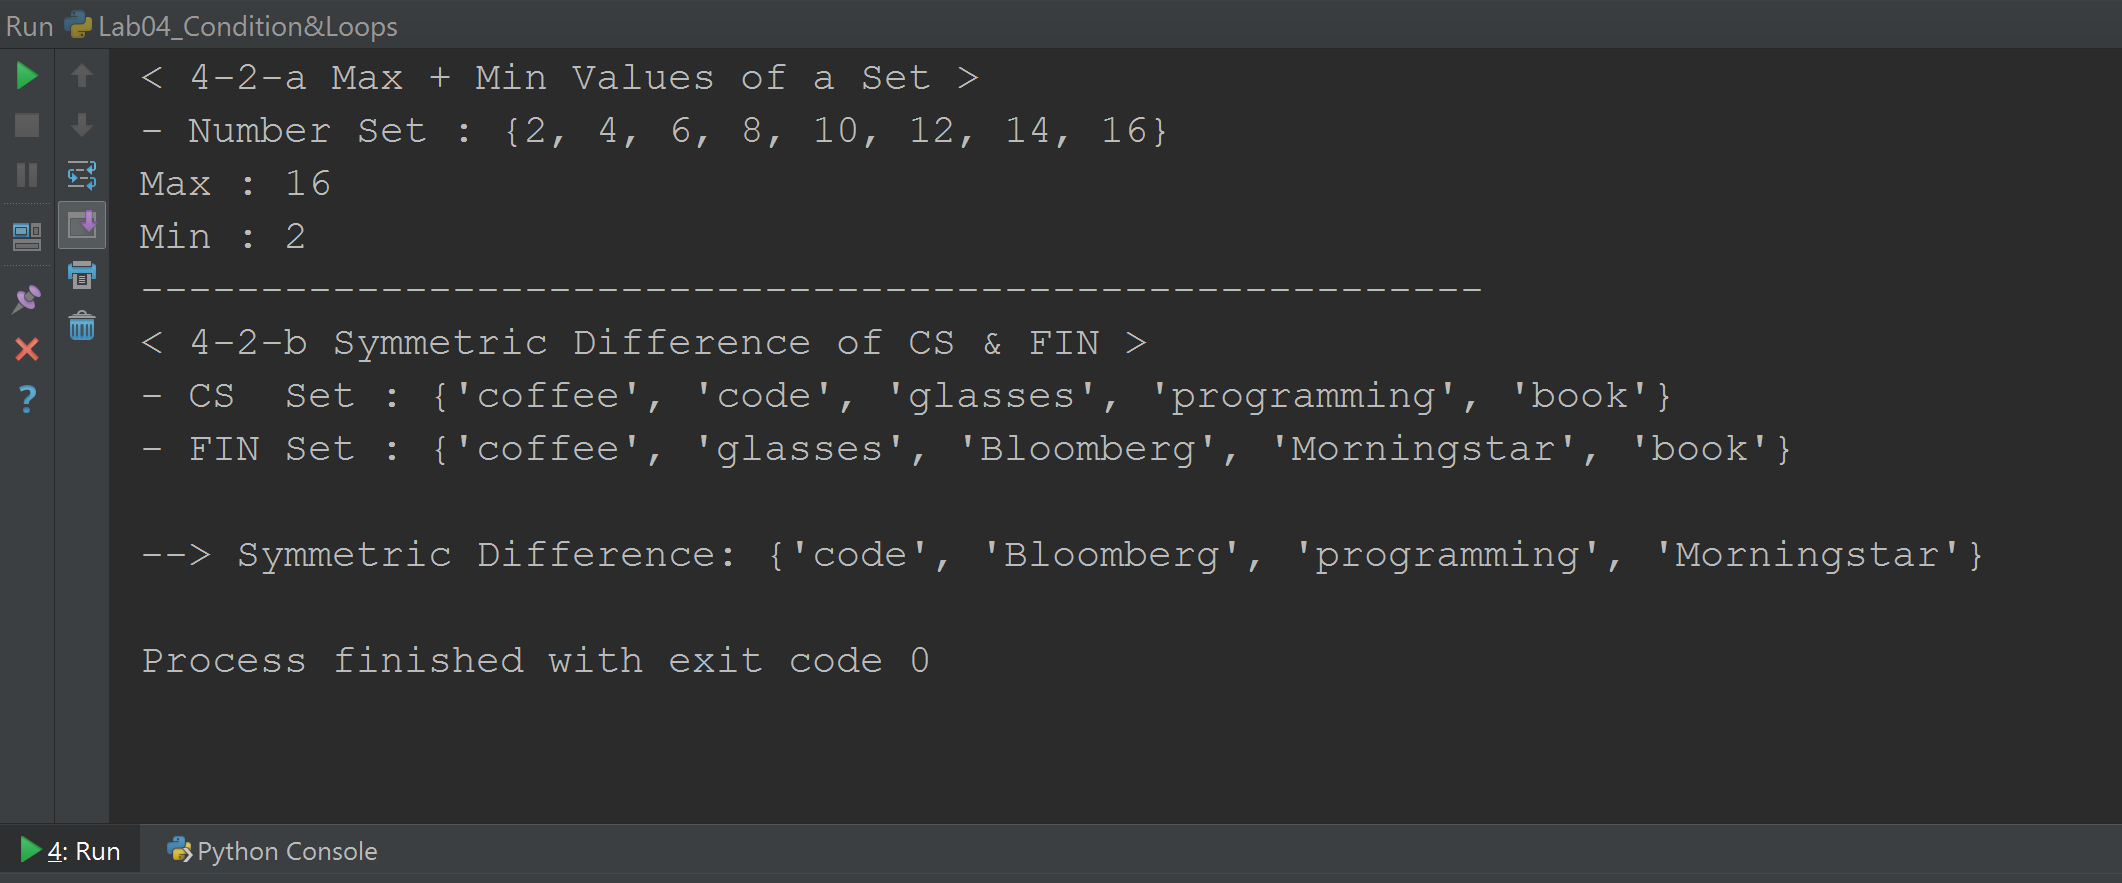 Run Lab04_Condition&Loops
< 4-2-a Max + Min Values of a Set >
- Number Set : {2, 4, 6, 8, 10, 12, 14, 16}
Max : 16
Min : 2
--------------------------------------------------------
< 4-2-b Symmetric Difference of CS & FIN >
- CS  Set : {'coffee', 'code', 'glasses', 'programming', 'book'}
- FIN Set : {'coffee', 'glasses', 'Bloomberg', 'Morningstar', 'book'}
--> Symmetric Difference: {'code', 'Bloomberg', 'programming', 'Morningstar'}
Process finished with exit code 0
4: Run Python Console